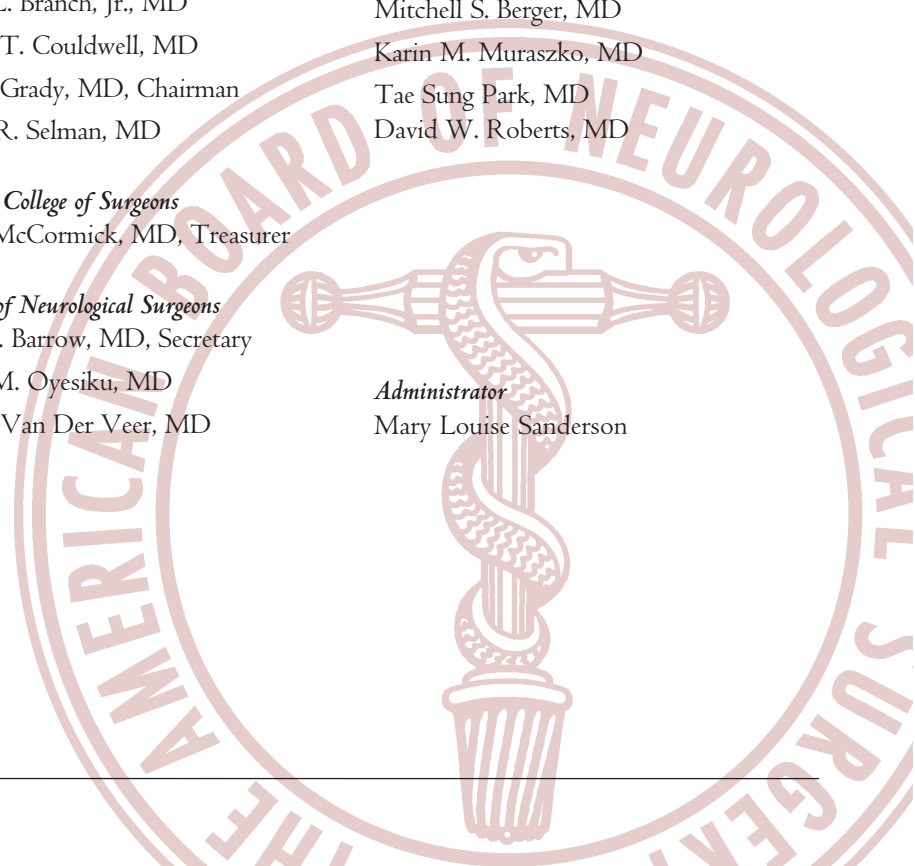 L. Branch, Jr., MD
T. Couldwell, MD
Grady, MD, Chairman
R. Selman, MD
College of Surgeons
McCormick, MD, Treasurer
of Neurological Surgeons
. Barrow, MD, Secretary
M. Oyesiku, MD
Van Der Veer, MD
Mitchell S. Berger, MD
Karin M. Muraszko, MD
Tae Sung Park, MD
David W. Roberts, MD
Administrator
Mary Louise Sanderson
THE AMERICAN BOARD OF NEUROLOGICAL SURGERY